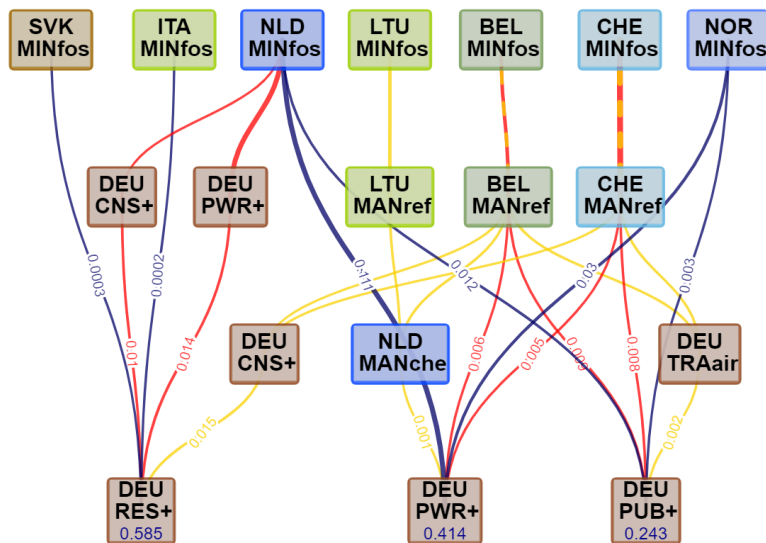 SVK
MINfos
ITA
MINfos
NLD
MINfos
LTU
MINfos
BEL
MINfos
CHE
MINfos
NOR
MINfos
DEU
CNS+
DEU
PWR+
LTU
MANref
BEL
MANref
CHE
MANref
0.0003
0.0002
0.111
0.012
0.03
0.003
DEU
CNS+
NLD
MANche
DEU
TRAair
0.01
0.014
0.006
0.005
0.009
0.008
0.015
0.001
0.002
DEU
RES+
0.585
DEU
PWR+
0.414
DEU
PUB+
0.243